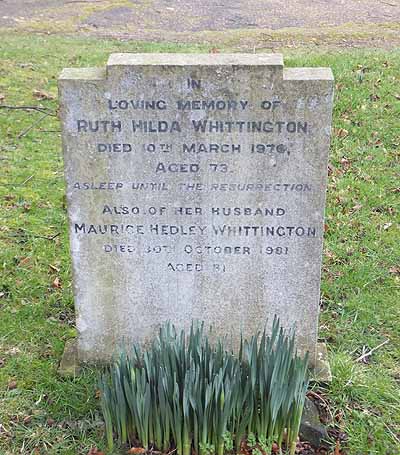 IN
LOVING MEMORY OF
RUTH HILDA WHITTINGTON
DIED 10TH MARCH 1976,
AGED 73.
ASLEEP UNTIL THE RESURRECTION
ALSO OF HER HUSBAND
MAURICE HEDLEY WHITTINGTON
DIED 30TH OCTOBER 1981
AGED 81